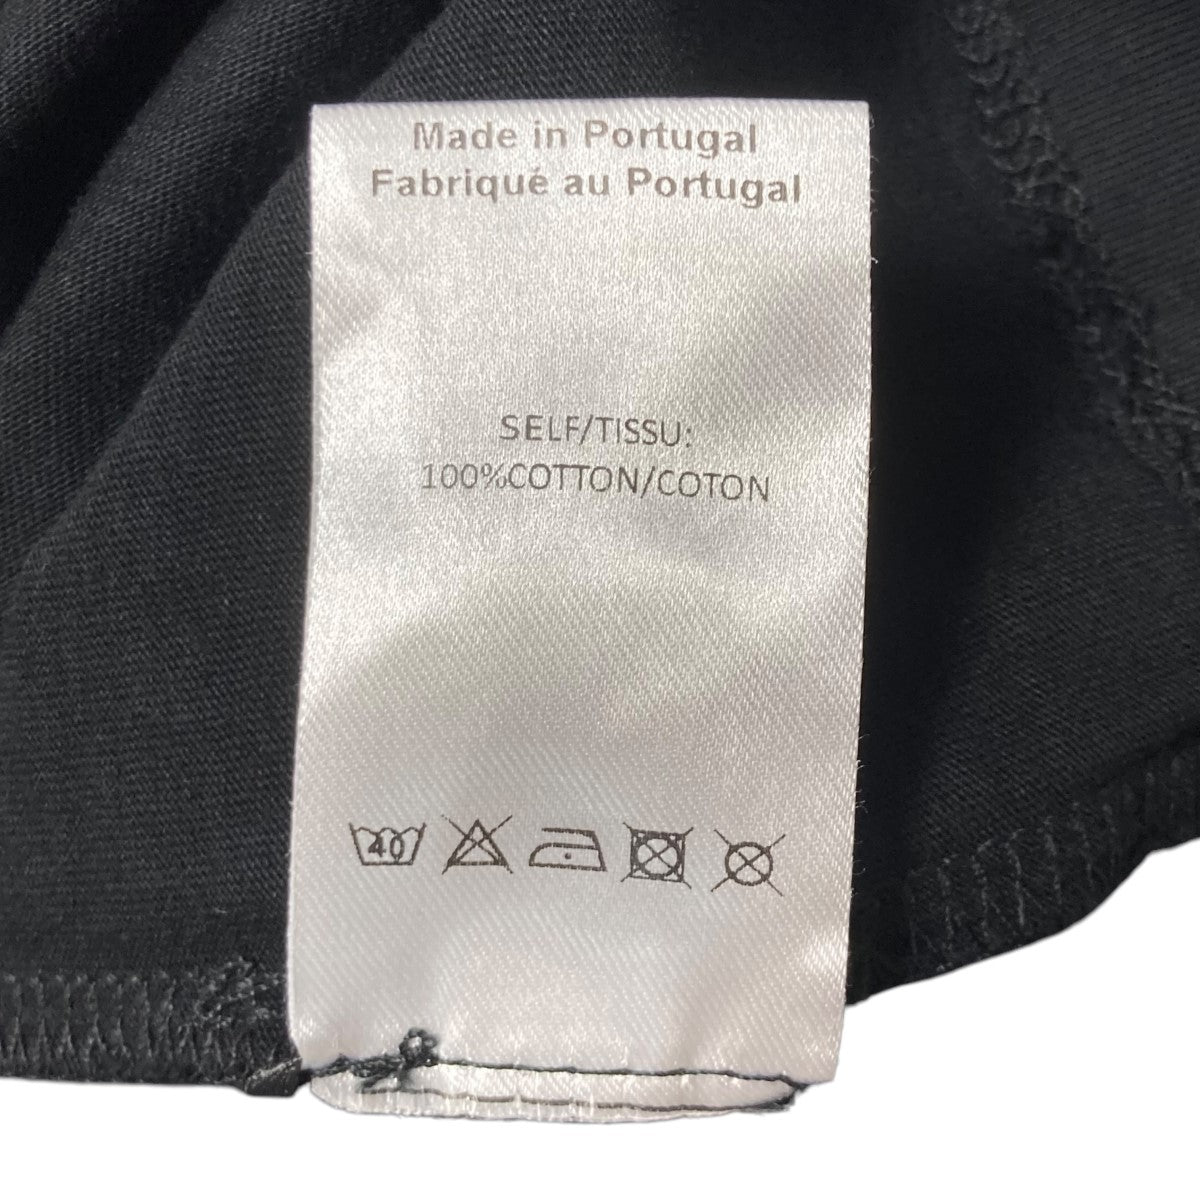 Made in Portugal
Fabriqué au Portugal
SELF/TISSU:
100%COTTON/COTON
40